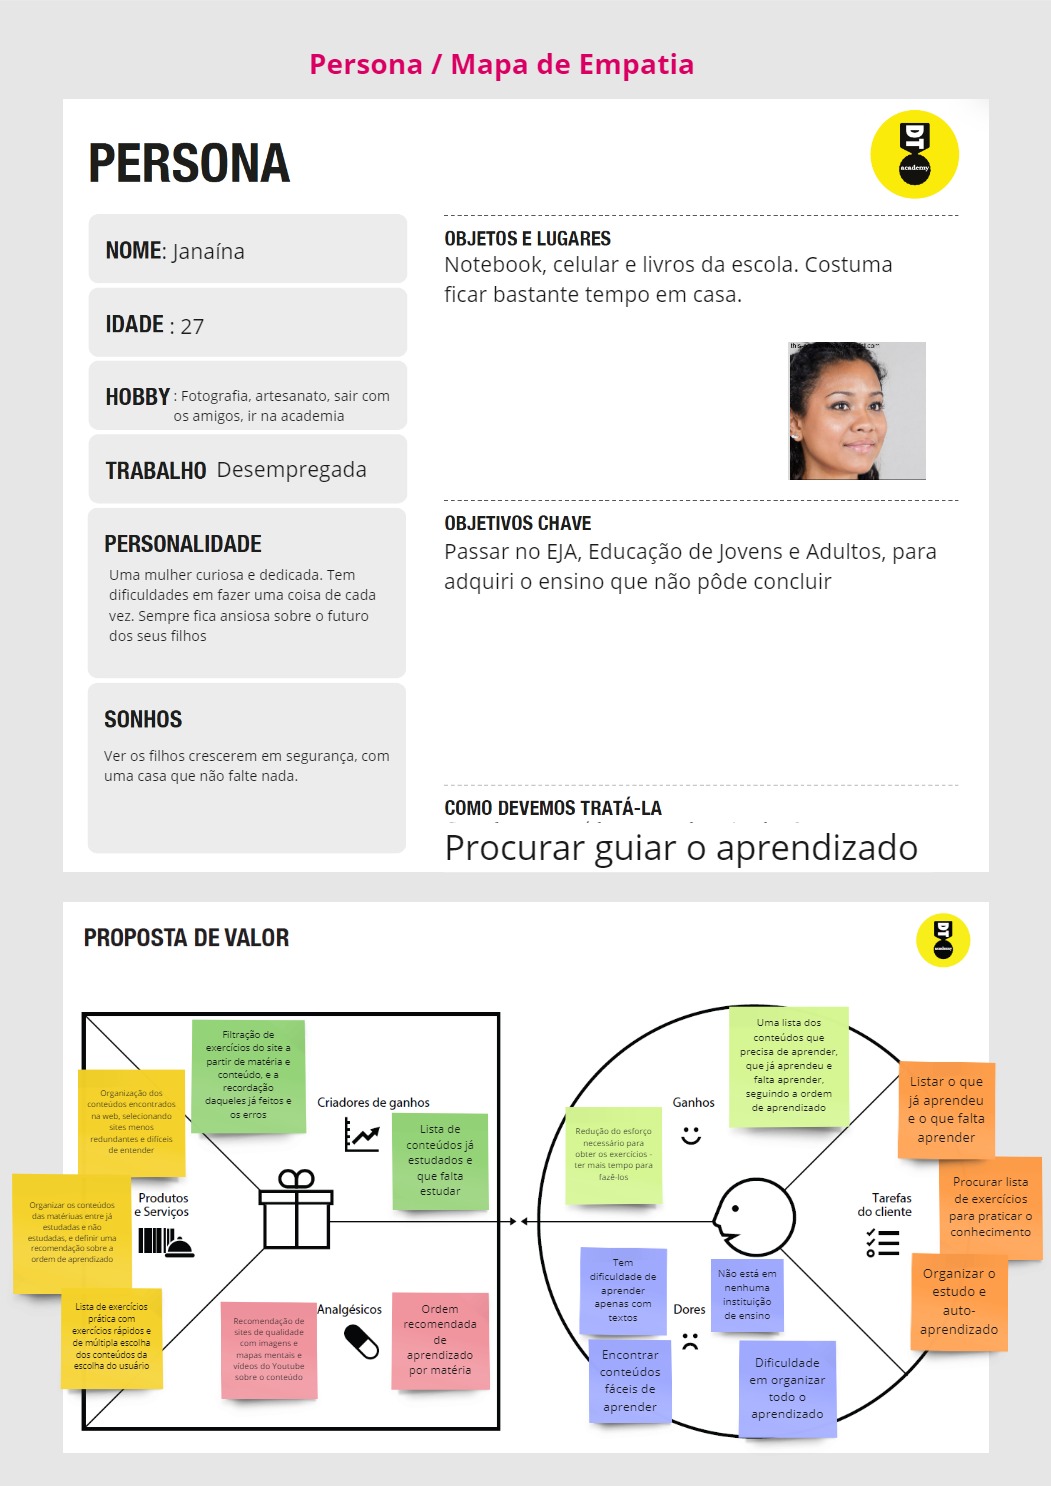 Persona / Mapa de Empatia
PERSONA
DT
academy
NOME: Janaína
IDADE : 27
HOBBY : Fotografia, artesanato, sair com
os amigos, ir na academia
TRABALHO Desempregada
PERSONALIDADE
Uma mulher curiosa e dedicada. Tem
dificuldades em fazer uma coisa de cada
vez. Sempre fica ansiosa sobre o futuro
dos seus filhos
SONHOS
Ver os filhos crescerem em segurança, com
uma casa que não falte nada.
OBJETOS E LUGARES
Notebook, celular e livros da escola. Costuma
ficar bastante tempo em casa.
OBJETIVOS CHAVE
Passar no EJA, Educação de Jovens e Adultos, para
adquiri o ensino que não pôde concluir
COMO DEVEMOS TRATÁ-LA
Procurar guiar o aprendizado
PROPOSTA DE VALOR
DT
academy
Filtração de
exercícios do site a
partir de matéria e
conteúdo, e a
recordação
daqueles já feitos e
os erros
Criadores de ganhos
Lista de
conteúdos já
estudados e
que falta
estudar
Organização dos
conteúdos encontrados
na web, selecionando
sites menos
redundantes e difíceis
de entender
Organizar os conteúdos
das matériuas entre já
estudadas e não
estudadas, e definir uma
recomendação sobre a
ordem de aprendizado
Produtos
e Serviços
Lista de exercícios
prática com
exercícios rápidos e
de múltipla escolha
dos conteúdos da
escolha do usuário
Recomendação de
sites de qualidade
com imagens e
mapas mentais e
vídeos do Youtube
sobre o conteúdo
Analgésicos
Ordem
recomendada
de
aprendizado
por matéria
Uma lista dos
conteúdos que
precisa de aprender,
que já aprendeu e
falta aprender,
seguindo a ordem
de aprendizado
Ganhos
Redução do esforço
necessário para
obter os exercícios -
ter mais tempo para
fazê-los
Listar o que
já aprendeu
e o que falta
aprender
Procurar lista
de exercícios
para praticar o
conhecimento
Tarefas
do cliente
Organizar o
estudo e
auto-
aprendizado
Tem
dificuldade de
aprender
apenas com
textos
Não está em
nenhuma
instituição
de ensino
Dores
Encontrar
conteúdos
fáceis de
aprender
Dificuldade
em organizar
todo o
aprendizado